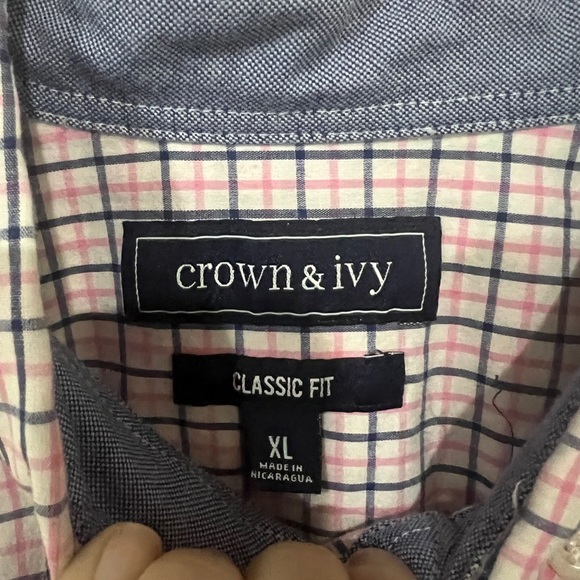 crown & ivy
CLASSIC FIT
XL
MADE IN
NICARAGUA